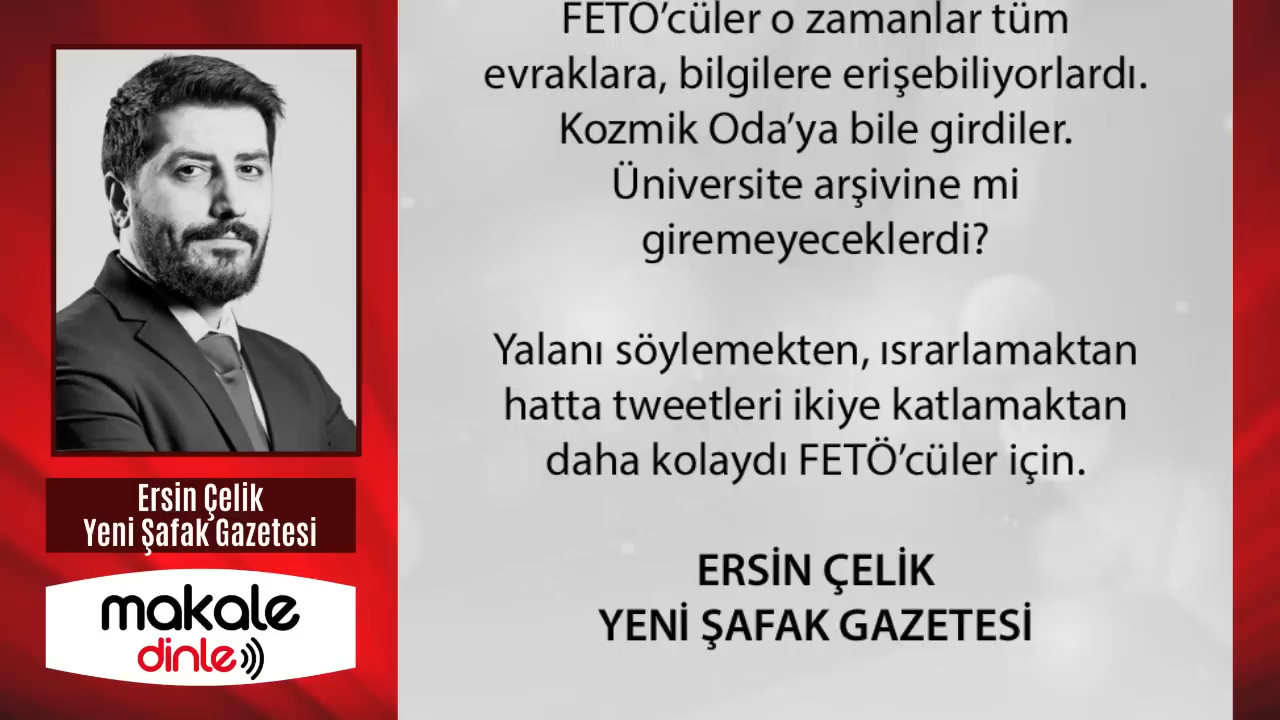 FETÖ’cüler o zamanlar tüm
evraklara, bilgilere erişebiliyorlardı.
Kozmik Oda’ya bile girdiler.
Üniversite arşivine mi
giremeyeceklerdi?
Yalanı söylemekten, ısrarlamaktan
hatta tweetleri ikiye katlamaktan
daha kolaydı FETÖ’cüler için.
ERSİN ÇELİK
YENİ ŞAFAK GAZETESİ
Ersin Çelik
Yeni Şafak Gazetesi
makale
dinle